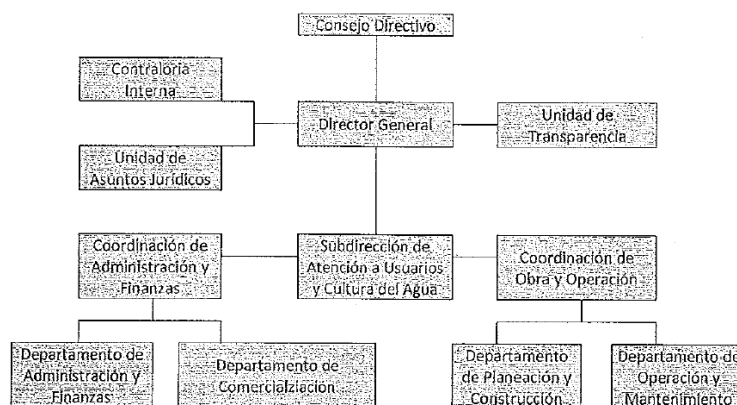 Consejo Directivo
Contraloría
Interna
Director General
Unidad de
Transparencia
Unidad de
Asuntos Jurídicos
Coordinación de
Administración y
Finanzas
Subdirección de
Atención a Usuarios
y Cultura del Agua
Coordinación de
Obra y Operación
Departamento de
Administración y
Finanzas
Departamento de
Comercialziación
Departamento
de Planeación y
Construcción
Departamento de
Operación y
Mantenimiento